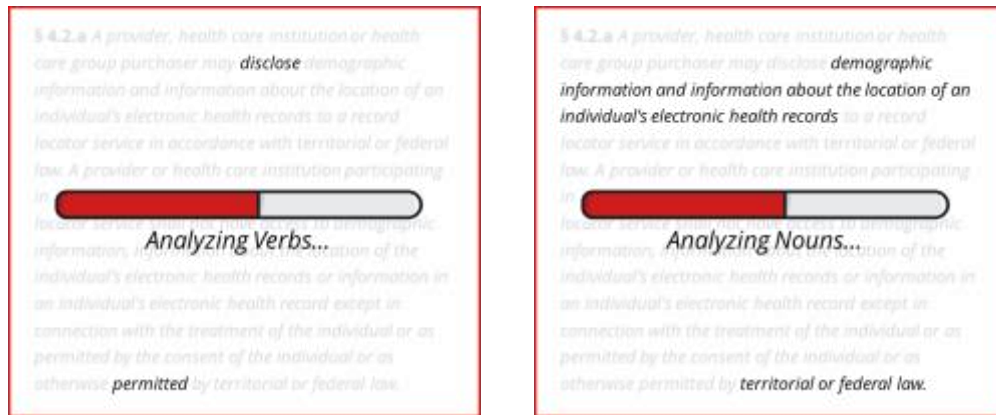 § 4.2.a A provider, health care institution or health
care group purchaser may disclose demographic
information and information about the location of an
individual's electronic health records to a record
locator service in accordance with territorial or federal
law. A provider or health care institution participating
in
locator service shall not have access to demographic
information, information about the location of the
Analyzing Verbs...
individual's electronic health records or information in
an individual's electronic health record except in
connection with the treatment of the individual or as
permitted by the consent of the individual or as
otherwise permitted by territorial or federal law.
§ 4.2.a A provider, health care institution or health
care group purchaser may disclose demographic
information and information about the location of an
individual's electronic health records to a record
locator service in accordance with territorial or federal
law. A provider or health care institution participating
in
locator service shall not have access to demographic
information, information about the location of the
Analyzing Nouns...
individual's electronic health records or information in
an individual's electronic health record except in
connection with the treatment of the individual or as
permitted by the consent of the individual or as
otherwise permitted by territorial or federal law.